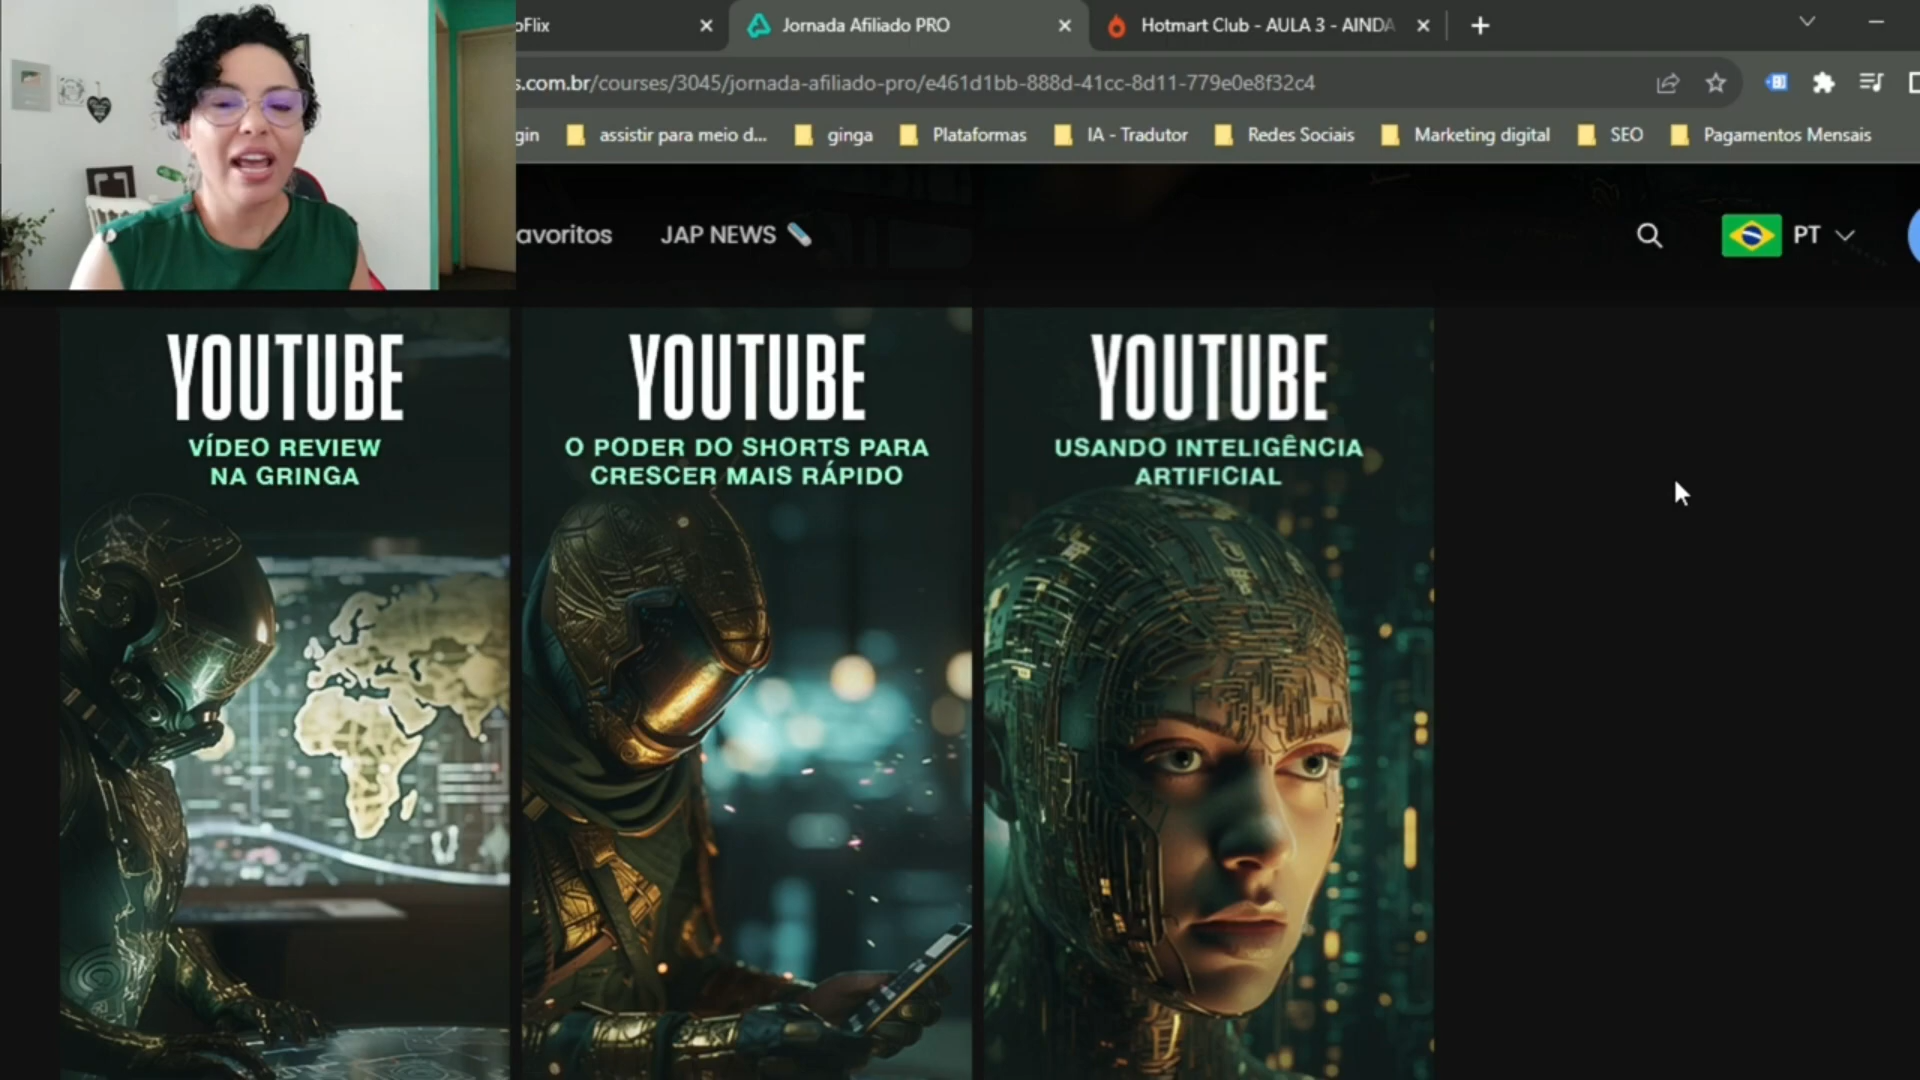 oFlix
Jornada Afiliado PRO
Hotmart Club - AULA 3 - AINDA
s.com.br/courses/3045/jornada-afiliado-pro/e461d1bb-888d-41cc-8d11-779e0e8f32c4
gin
assistir para meio d...
ginga
Plataformas
IA - Tradutor
Redes Sociais
Marketing digital
SEO
Pagamentos Mensais
avoritos
JAP NEWS
PT
YOUTUBE
VÍDEO REVIEW
NA GRINGA
YOUTUBE
O PODER DO SHORTS PARA
CRESCER MAIS RÁPIDO
YOUTUBE
USANDO INTELIGÊNCIA
ARTIFICIAL